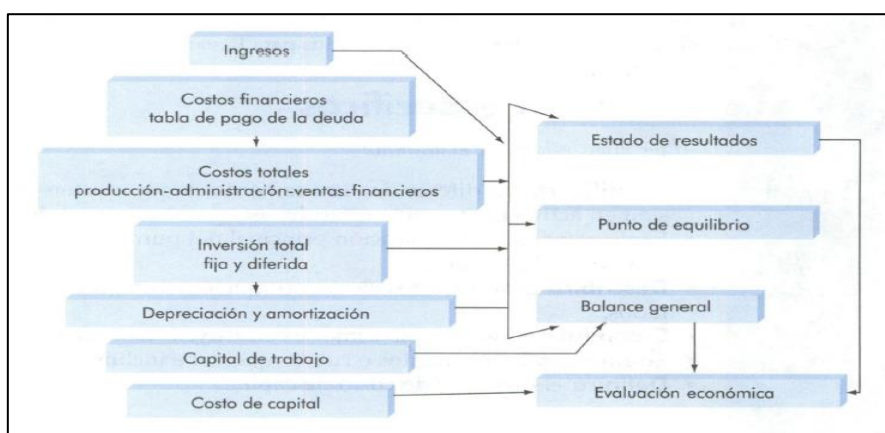 Ingresos
Costos financieros
tabla de pago de la deuda
Costos totales
producción-administración-ventas-financieros
Inversión total
fija y diferida
Depreciación y amortización
Capital de trabajo
Costo de capital
Estado de resultados
Punto de equilibrio
Balance general
Evaluación económica